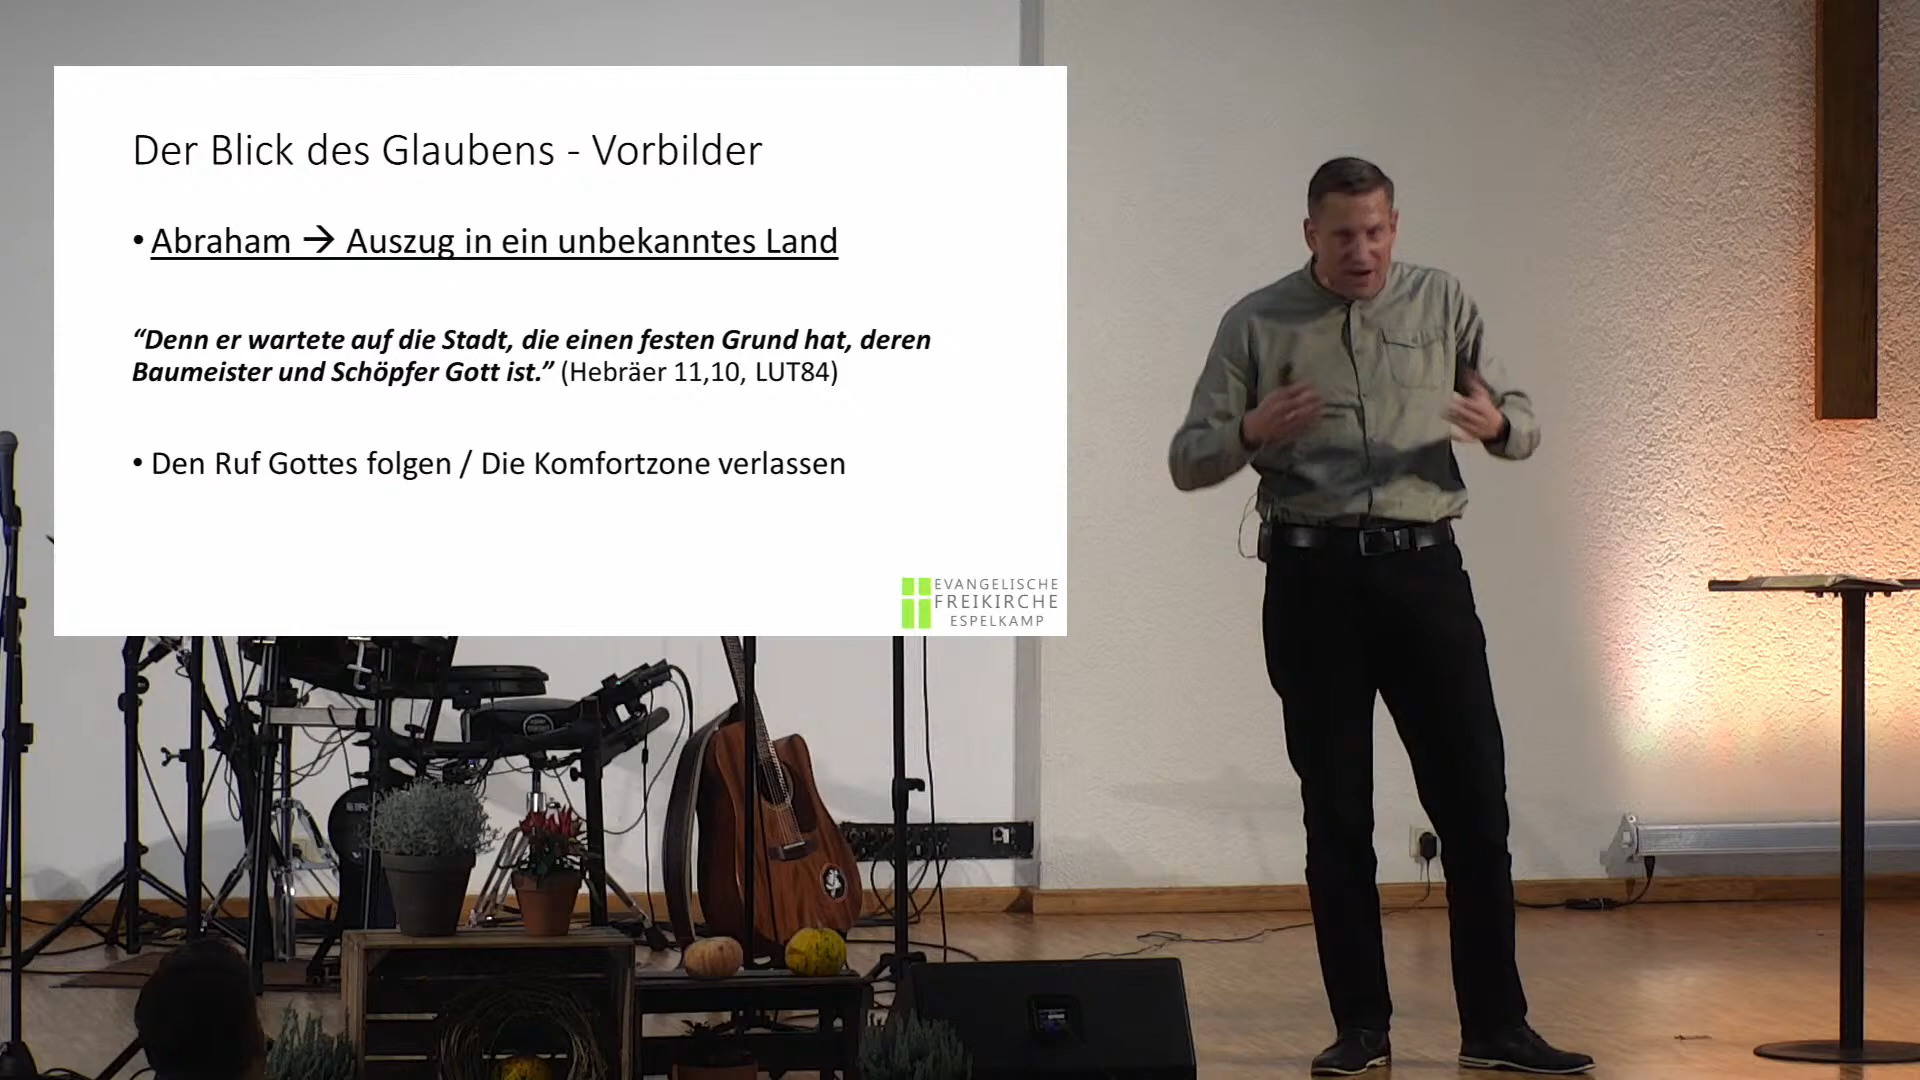 Der Blick des Glaubens - Vorbilder
• Abraham → Auszug in ein unbekanntes Land
“Denn er wartete auf die Stadt, die einen festen Grund hat, deren
Baumeister und Schöpfer Gott ist.” (Hebräer 11,10, LUT84)
• Den Ruf Gottes folgen / Die Komfortzone verlassen
EVANGELISCHE
FREIKIRCHE
ESPELKAMP